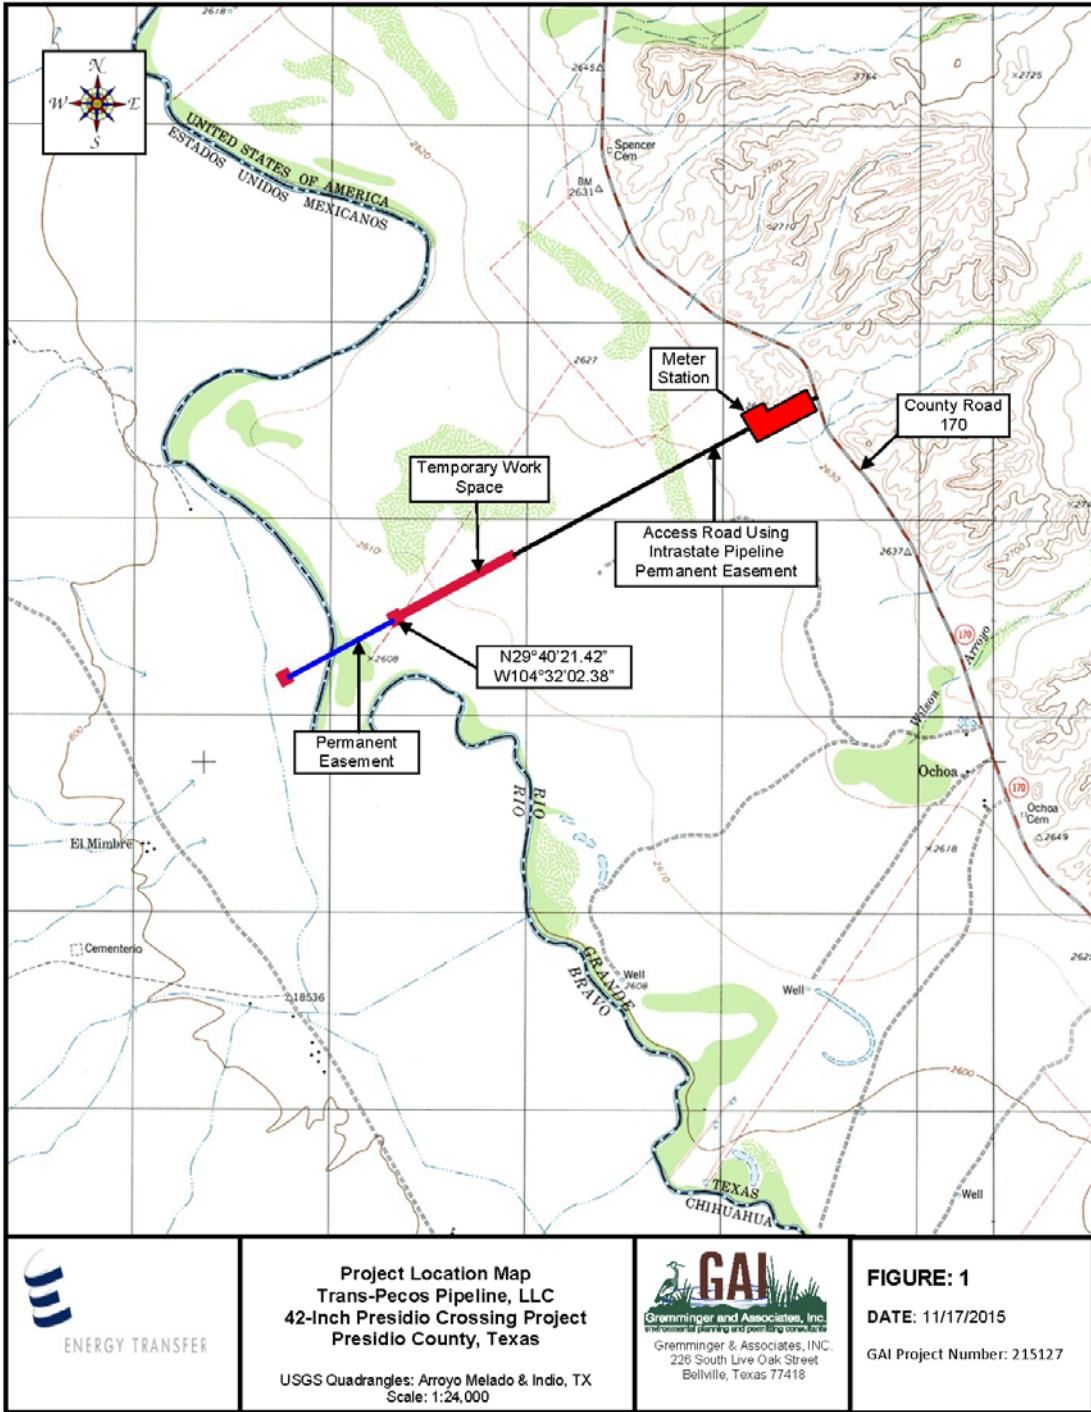 2618
N
W E
S
UNITED STATES OF AMERICA
ESTADOS UNIDOS MEXICANOS
2645
2764
2725
2620
Spencer
Cem
BM
2631
2700
2710
2627
Meter
Station
County Road
170
Temporary Work
Space
2630
Access Road Using
Intrastate Pipeline
Permanent Easement
2610
2637
2700
N29°40'21.42"
W104°32'02.38"
2608
170
Arroyo
Wilson
Permanent
Easement
800
Ochoa
170
Ochoa
Cem
2649
RIO
RIO
El Mimbre
2618
2610
Cementerio
GRANDE
BRAVO
Well
2608
Well
18536
2600
TEXAS
CHIHUAHUA
Well
ENERGY TRANSFER
Project Location Map
Trans-Pecos Pipeline, LLC
42-Inch Presidio Crossing Project
Presidio County, Texas
USGS Quadrangles: Arroyo Melado & Indio, TX
Scale: 1:24,000
GAI
Gremminger and Associates, Inc.
environmental planning and permitting consultants
Gremminger & Associates, INC.
226 South Live Oak Street
Bellville, Texas 77418
FIGURE: 1
DATE: 11/17/2015
GAI Project Number: 215127